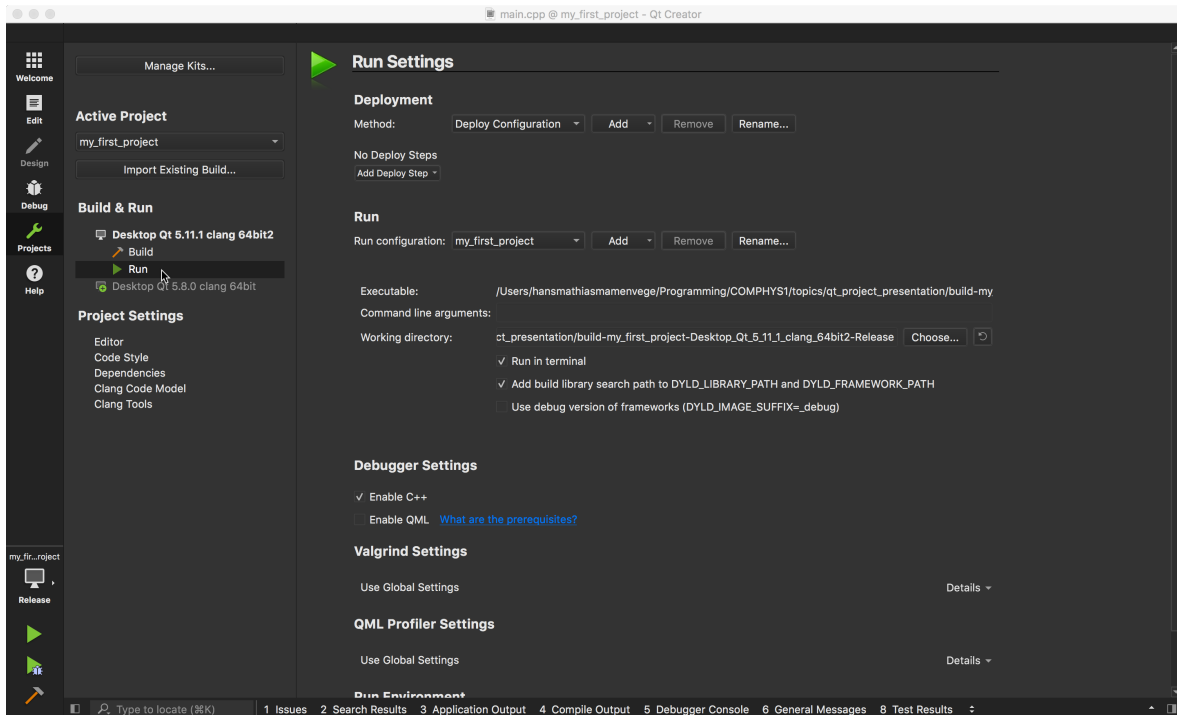 main.cpp @ my_first_project - Qt Creator
Welcome
Edit
Design
Debug
Projects
Help
my_fir...roject
Release
Manage Kits...
Active Project
my_first_project
Import Existing Build...
Build & Run
Desktop Qt 5.11.1 clang 64bit2
Build
Run
Desktop Qt 5.8.0 clang 64bit
Project Settings
Editor
Code Style
Dependencies
Clang Code Model
Clang Tools
Run Settings
Deployment
Method: Deploy Configuration Add Remove Rename...
No Deploy Steps
Add Deploy Step
Run
Run configuration: my_first_project Add Remove Rename...
Executable: /Users/hansmathiasmamenvege/Programming/COMPHYS1/topics/qt_project_presentation/build-my
Command line arguments:
Working directory: ct_presentation/build-my_first_project-Desktop_Qt_5_11_1_clang_64bit2-Release Choose...
Run in terminal
Add build library search path to DYLD_LIBRARY_PATH and DYLD_FRAMEWORK_PATH
Use debug version of frameworks (DYLD_IMAGE_SUFFIX=_debug)
Debugger Settings
Enable C++
Enable QML What are the prerequisites?
Valgrind Settings
Use Global Settings Details
QML Profiler Settings
Use Global Settings Details
Run Environment
Type to locate (⌘K) 1 Issues 2 Search Results 3 Application Output 4 Compile Output 5 Debugger Console 6 General Messages 8 Test Results